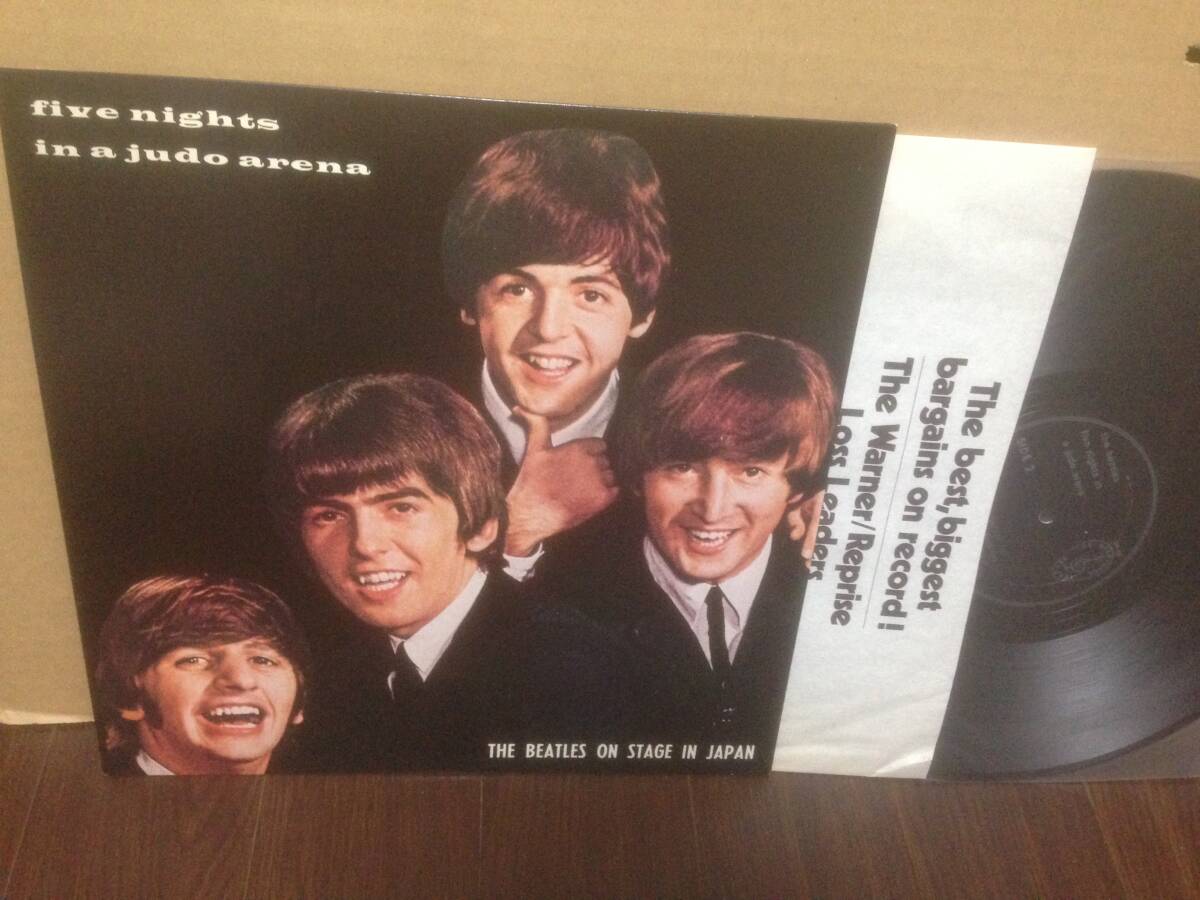 five nights
in a judo arena
THE BEATLES ON STAGE IN JAPAN
The best, biggest
bargains on record!
The Warner/Reprise
Loss Leaders